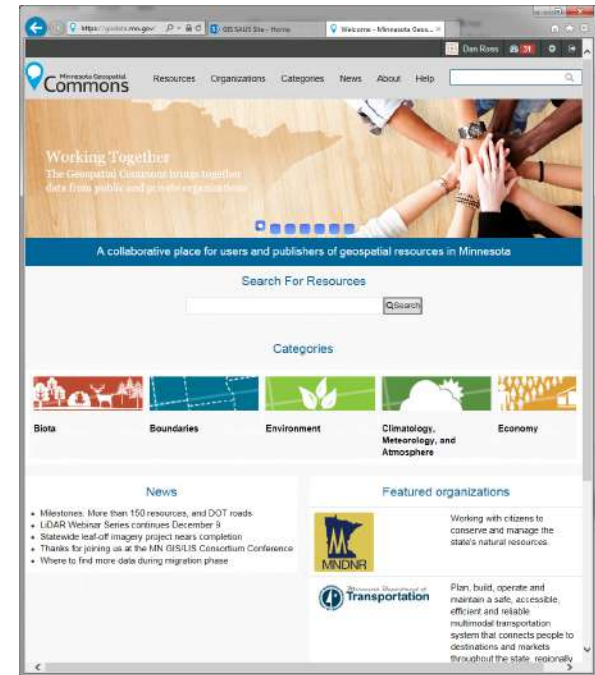 GIS SALIS Site - Home
Welcome - Minnesota Geos...
Dan Ross
31
Minnesota Geospatial
Commons
Resources
Organizations
Categories
News
About
Help
Working Together
The Geospatial Commons brings together
data from public and private organizations
A collaborative place for users and publishers of geospatial resources in Minnesota
Search For Resources
Search
Categories
Biota
Boundaries
Environment
Climatology,
Meteorology, and
Atmosphere
Economy
News
Milestones: More than 150 resources, and DOT roads
LiDAR Webinar Series continues December 9
Statewide leaf-off imagery project nears completion
Thanks for joining us at the MN GIS/LIS Consortium Conference
Where to find more data during migration phase
Featured organizations
MNDNR
Working with citizens to
conserve and manage the
state's natural resources.
Minnesota Department of
Transportation
Plan, build, operate and
maintain a safe, accessible,
efficient and reliable
multimodal transportation
system that connects people to
destinations and markets
throughout the state, regionally